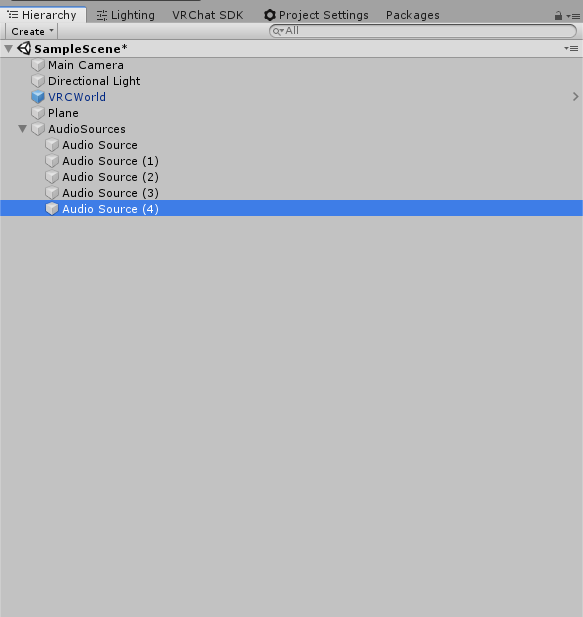 Hierarchy Lighting VRChat SDK Project Settings Packages
Create All
SampleScene*
Main Camera
Directional Light
VRCWorld
Plane
AudioSources
Audio Source
Audio Source (1)
Audio Source (2)
Audio Source (3)
Audio Source (4)